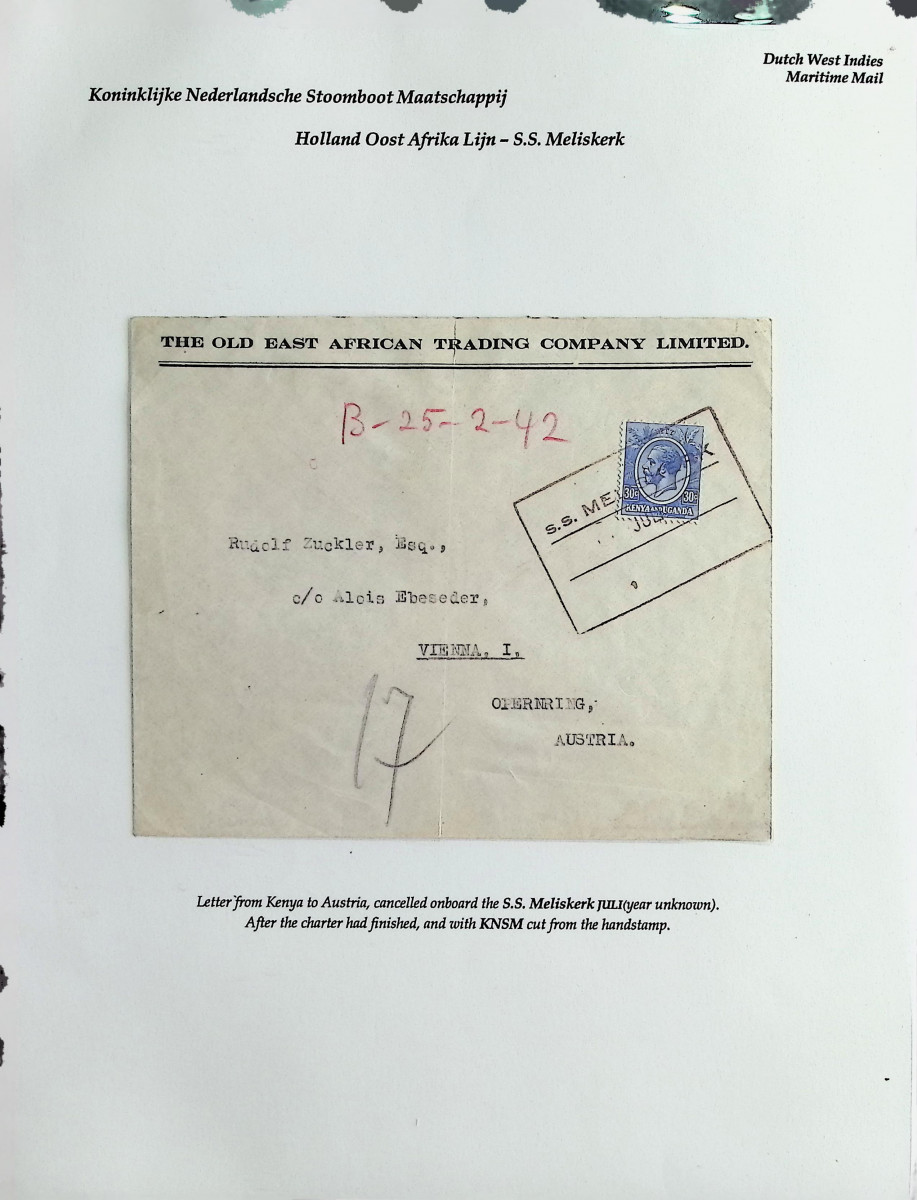 Dutch West Indies
Maritime Mail
Koninklijke Nederlandsche Stoomboot Maatschappij
Holland Oost Afrika Lijn – S.S. Meliskerk
THE OLD EAST AFRICAN TRADING COMPANY LIMITED.
B-25-2-42
30c 30c
KENYA AND UGANDA
S.S. ME K
JULI
Rudolf Zuckler, Esq.,
c/o Alois Ebeseder,
VIENNA, I,
OPERNRING,
AUSTRIA.
17
Letter from Kenya to Austria, cancelled onboard the S.S. Meliskerk JULI(year unknown).
After the charter had finished, and with KNSM cut from the handstamp.